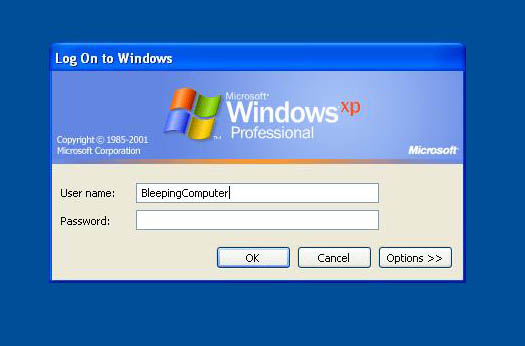 Log On to Windows
Microsoft®
Windows xp
Professional
Copyright © 1985-2001
Microsoft Corporation
Microsoft
User name: BleepingComputer
Password:
OK Cancel Options >>